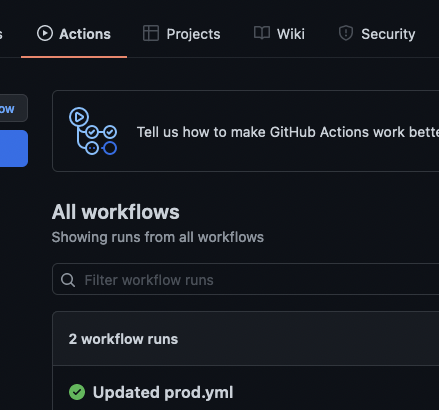 s
Actions
Projects
Wiki
Security
ow
Tell us how to make GitHub Actions work bette
All workflows
Showing runs from all workflows
Filter workflow runs
2 workflow runs
Updated prod.yml